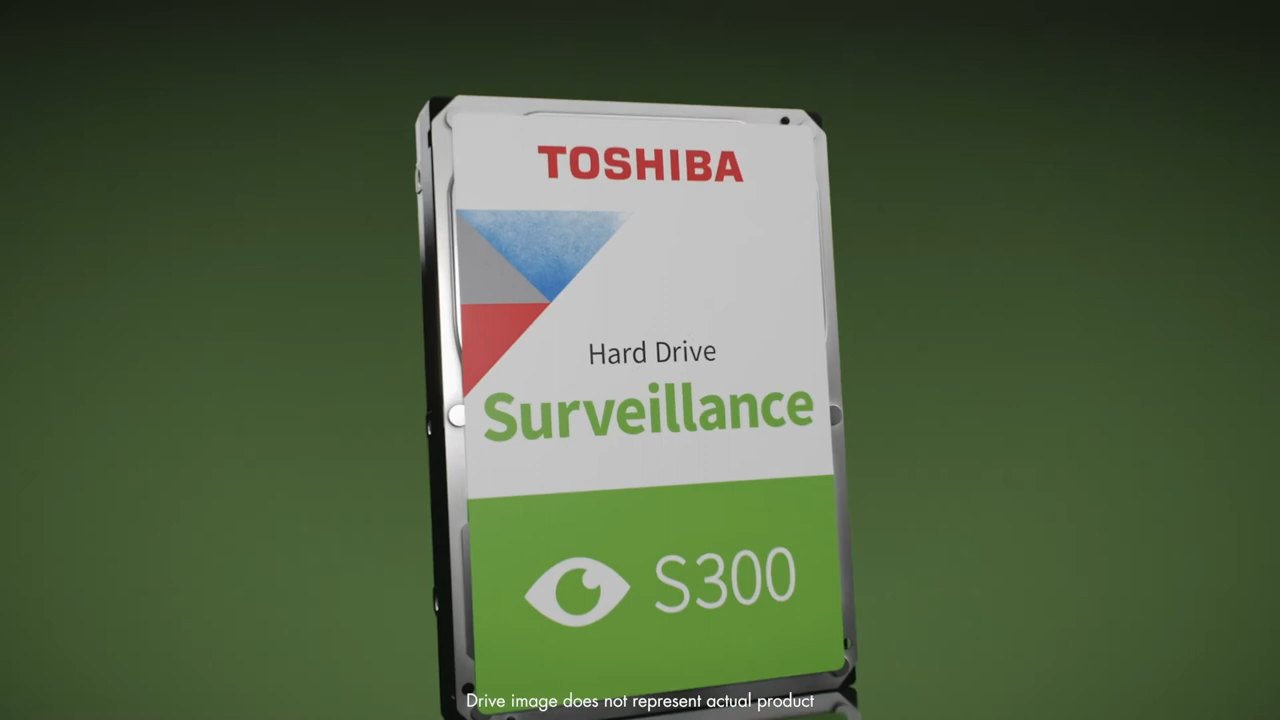 TOSHIBA
Hard Drive
Surveillance
S300
Drive image does not represent actual product